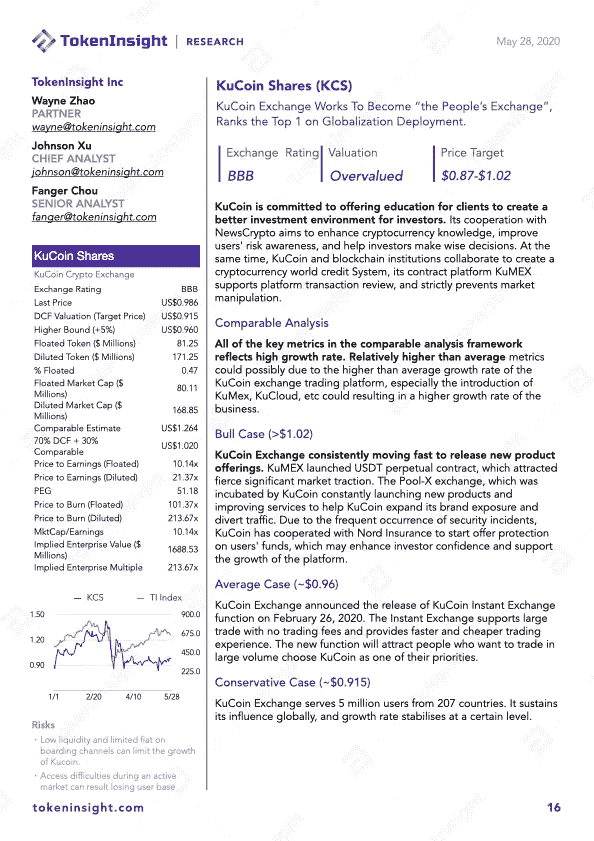 TokenInsight | RESEARCH
May 28, 2020
TokenInsight Inc
Wayne Zhao
PARTNER
wayne@tokeninsight.com
Johnson Xu
CHIEF ANALYST
johnson@tokeninsight.com
Fanger Chou
SENIOR ANALYST
fanger@tokeninsight.com
KuCoin Shares
KuCoin Crypto Exchange
Exchange Rating BBB
Last Price US$0.986
DCF Valuation (Target Price) US$0.915
Higher Bound (+5%) US$0.960
Floated Token ($ Millions) 81.25
Diluted Token ($ Millions) 171.25
% Floated 0.47
Floated Market Cap ($
Millions) 80.11
Diluted Market Cap ($
Millions) 168.85
Comparable Estimate US$1.264
70% DCF + 30%
Comparable US$1.020
Price to Earnings (Floated) 10.14x
Price to Earnings (Diluted) 21.37x
PEG 51.18
Price to Burn (Floated) 101.37x
Price to Burn (Diluted) 213.67x
MktCap/Earnings 10.14x
Implied Enterprise Value ($
Millions) 1688.53
Implied Enterprise Multiple 213.67x
KCS TI Index
1.50 900.0
675.0
1.20
450.0
0.90
225.0
1/1 2/20 4/10 5/28
Risks
· Low liquidity and limited fiat on
boarding channels can limit the growth
of Kucoin.
· Access difficulties during an active
market can result losing user base
KuCoin Shares (KCS)
KuCoin Exchange Works To Become “the People’s Exchange”,
Ranks the Top 1 on Globalization Deployment.
Exchange Rating Valuation Price Target
BBB Overvalued $0.87-$1.02
KuCoin is committed to offering education for clients to create a
better investment environment for investors. Its cooperation with
NewsCrypto aims to enhance cryptocurrency knowledge, improve
users' risk awareness, and help investors make wise decisions. At the
same time, KuCoin and blockchain institutions collaborate to create a
cryptocurrency world credit System, its contract platform KuMEX
supports platform transaction review, and strictly prevents market
manipulation.
Comparable Analysis
All of the key metrics in the comparable analysis framework
reflects high growth rate. Relatively higher than average metrics
could possibly due to the higher than average growth rate of the
KuCoin exchange trading platform, especially the introduction of
KuMex, KuCloud, etc could resulting in a higher growth rate of the
business.
Bull Case (>$1.02)
KuCoin Exchange consistently moving fast to release new product
offerings. KuMEX launched USDT perpetual contract, which attracted
fierce significant market traction. The Pool-X exchange, which was
incubated by KuCoin constantly launching new products and
improving services to help KuCoin expand its brand exposure and
divert traffic. Due to the frequent occurrence of security incidents,
KuCoin has cooperated with Nord Insurance to start offer protection
on users' funds, which may enhance investor confidence and support
the growth of the platform.
Average Case (~$0.96)
KuCoin Exchange announced the release of KuCoin Instant Exchange
function on February 26, 2020. The Instant Exchange supports large
trade with no trading fees and provides faster and cheaper trading
experience. The new function will attract people who want to trade in
large volume choose KuCoin as one of their priorities.
Conservative Case (~$0.915)
KuCoin Exchange serves 5 million users from 207 countries. It sustains
its influence globally, and growth rate stabilises at a certain level.
tokeninsight.com
16